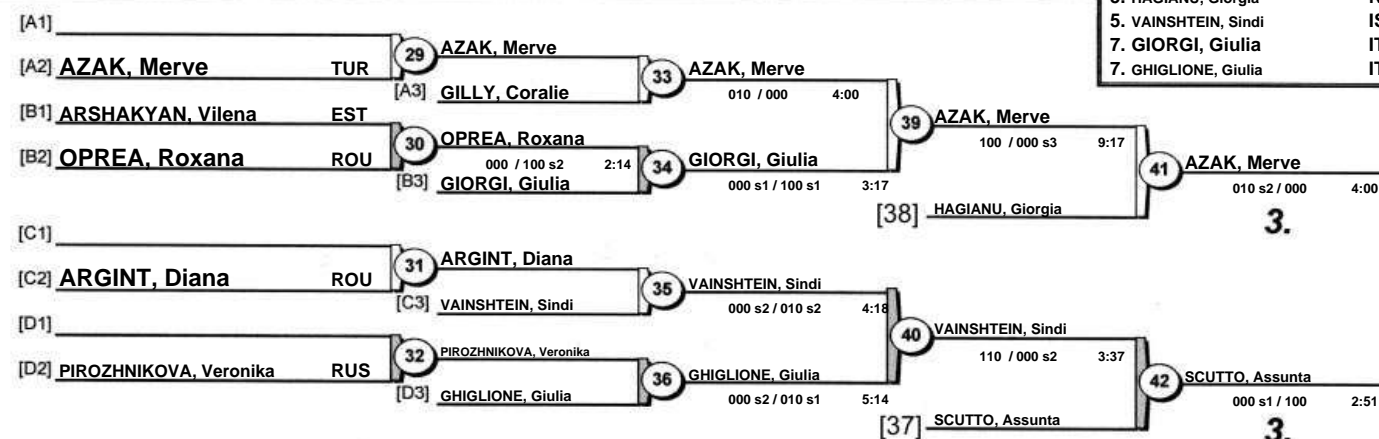 5. VAINSHTEIN, Sindi
7. GIORGI, Giulia
7. GHIGLIONE, Giulia
[A1]
[A2] AZAK, Merve TUR
29
AZAK, Merve
[A3] GILLY, Coralie
33
AZAK, Merve
010 / 000 4:00
[B1] ARSHAKYAN, Vilena EST
[B2] OPREA, Roxana ROU
30
OPREA, Roxana
000 / 100 s2 2:14
[B3] GIORGI, Giulia
34
GIORGI, Giulia
000 s1 / 100 s1 3:17
39
AZAK, Merve
100 / 000 s3 9:17
[38] HAGIANU, Giorgia
41
AZAK, Merve
010 s2 / 000 4:00
3.
[C1]
[C2] ARGINT, Diana ROU
31
ARGINT, Diana
[C3] VAINSHTEIN, Sindi
35
VAINSHTEIN, Sindi
000 s2 / 010 s2 4:18
[D1]
[D2] PIROZHNIKOVA, Veronika RUS
32
PIROZHNIKOVA, Veronika
[D3] GHIGLIONE, Giulia
36
GHIGLIONE, Giulia
000 s2 / 010 s1 5:14
40
VAINSHTEIN, Sindi
110 / 000 s2 3:37
[37] SCUTTO, Assunta
42
SCUTTO, Assunta
000 s1 / 100 2:51
3.